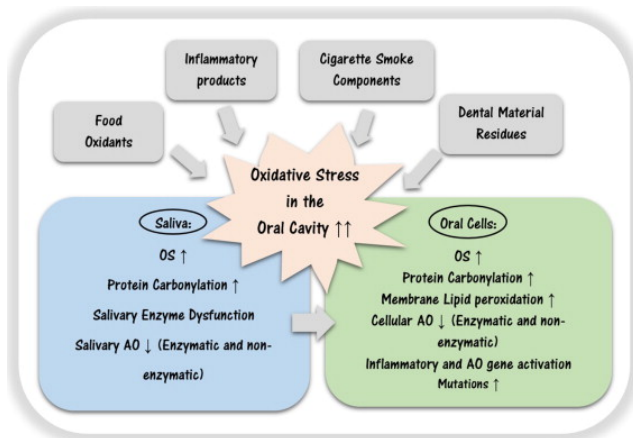 Inflammatory
products
Cigarette Smoke
Components
Food
Oxidants
Dental Material
Residues
Oxidative Stress
in the
Oral Cavity ↑↑
Saliva:
OS ↑
Protein Carbonylation ↑
Salivary Enzyme Dysfunction
Salivary AO ↓ (Enzymatic and non-
enzymatic)
Oral Cells:
OS ↑
Protein Carbonylation ↑
Membrane Lipid peroxidation ↑
Cellular AO ↓ (Enzymatic and non-
enzymatic)
Inflammatory and AO gene activation
Mutations ↑